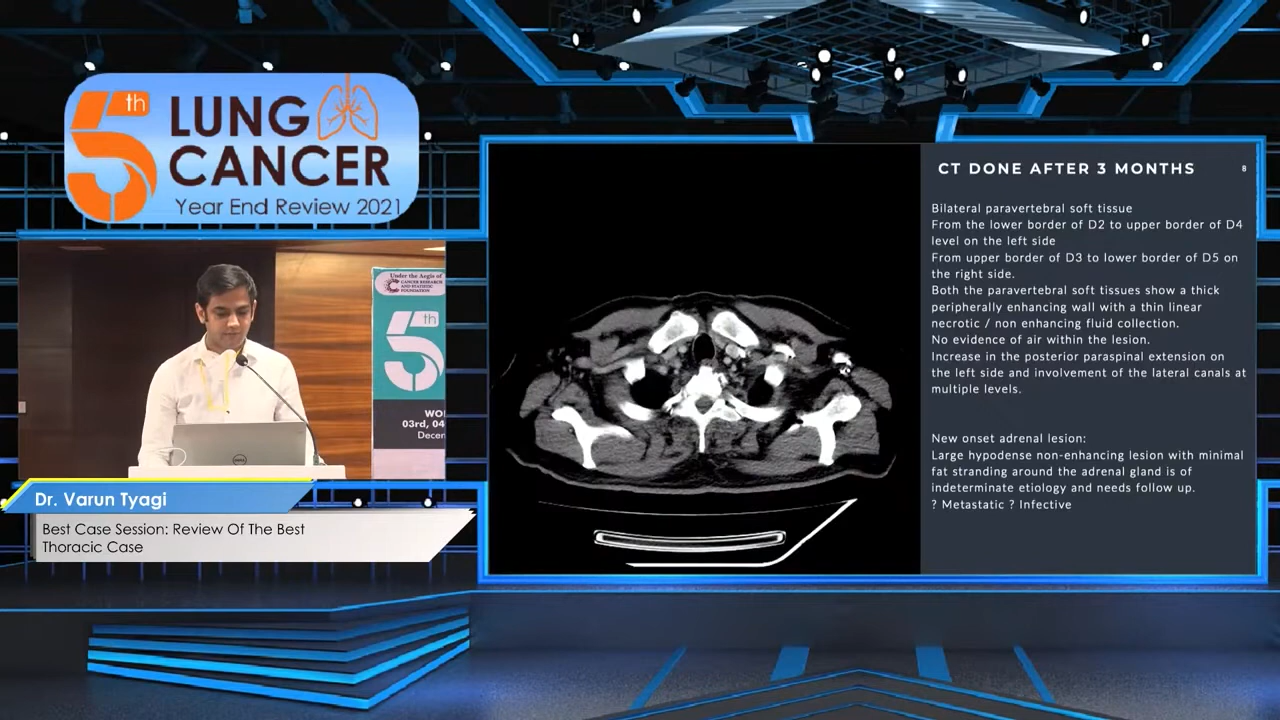 5th
LUNG
CANCER
Year End Review 2021
Under the Aegis of
CANCER RESEARCH
AND STATISTIC
FOUNDATION
5th
03rd, 04
DELL
Dr. Varun Tyagi
Best Case Session: Review Of The Best
Thoracic Case
CT DONE AFTER 3 MONTHS
8
Bilateral paravertebral soft tissue
From the lower border of D2 to upper border of D4
level on the left side
From upper border of D3 to lower border of D5 on
the right side.
Both the paravertebral soft tissues show a thick
peripherally enhancing wall with a thin linear
necrotic / non enhancing fluid collection.
No evidence of air within the lesion.
Increase in the posterior paraspinal extension on
the left side and involvement of the lateral canals at
multiple levels.
New onset adrenal lesion:
Large hypodense non-enhancing lesion with minimal
fat stranding around the adrenal gland is of
indeterminate etiology and needs follow up.
? Metastatic ? Infective